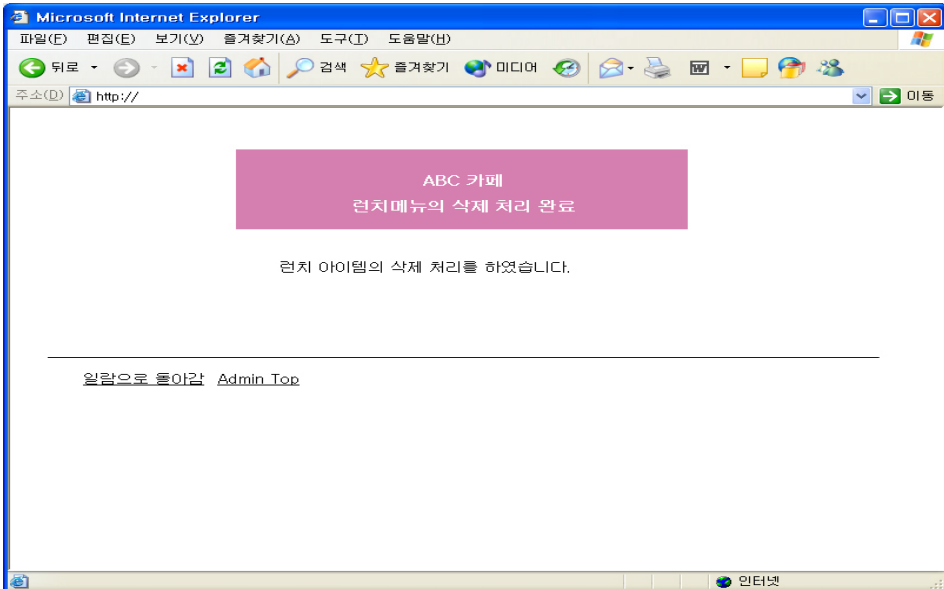 Microsoft Internet Explorer
파일(F) 편집(E) 보기(V) 즐겨찾기(A) 도구(T) 도움말(H)
뒤로 검색 즐겨찾기 미디어
주소(D) http:// 이동
ABC 카페
런치메뉴의 삭제 처리 완료
런치 아이템의 삭제 처리를 하였습니다.
일람으로 돌아감 Admin Top
인터넷